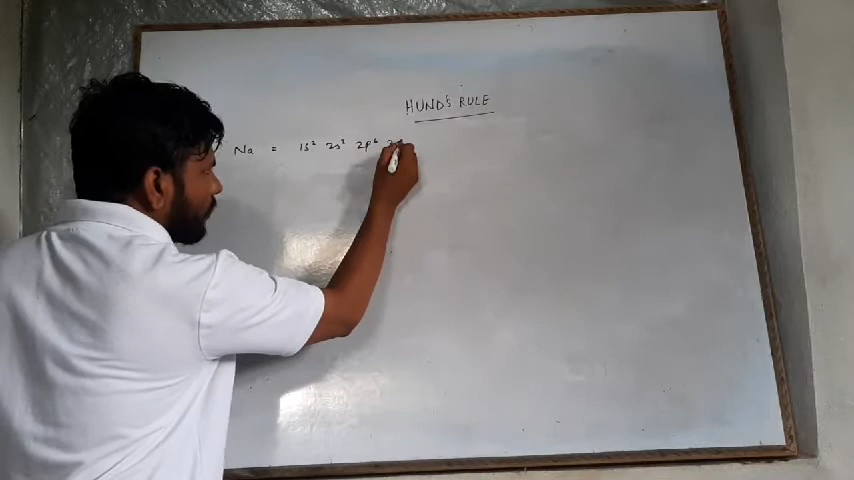 HUND'S RULE
Na = 1s² 2s² 2p⁶